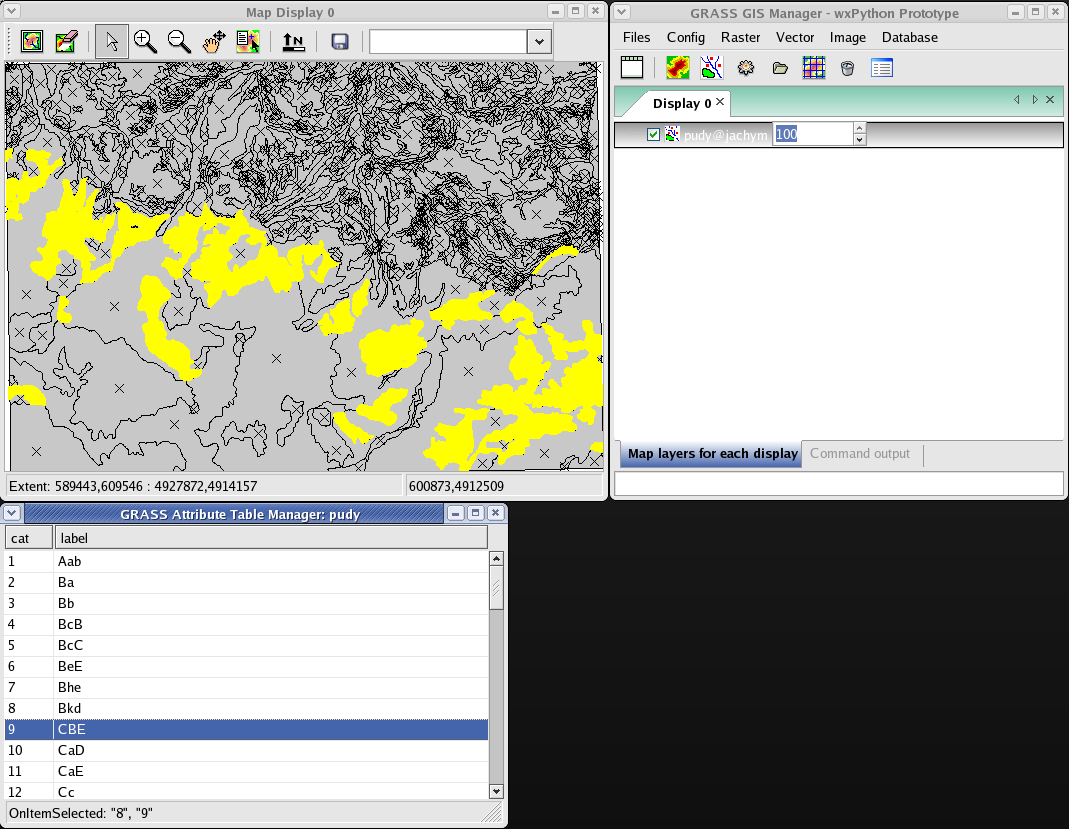 Map Display 0
N
Extent: 589443,609546 : 4927872,4914157
600873,4912509
GRASS GIS Manager - wxPython Prototype
Files Config Raster Vector Image Database
Display 0
pudy@jachym 100
Map layers for each display Command output
GRASS Attribute Table Manager: pudy
cat label
1 Aab
2 Ba
3 Bb
4 BcB
5 BcC
6 BeE
7 Bhe
8 Bkd
9 CBE
10 CaD
11 CaE
12 Cc
OnItemSelected: "8", "9"